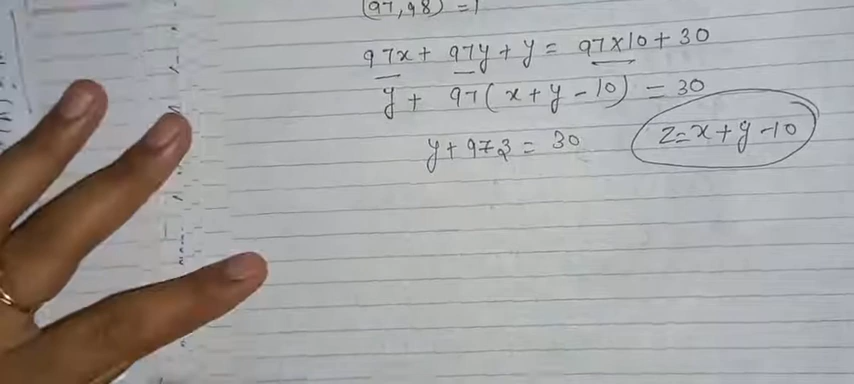 (97,98) = 1
97x + 97y + y = 97×10 + 30
y + 97(x + y - 10) = 30
y + 97z = 30
z = x + y - 10